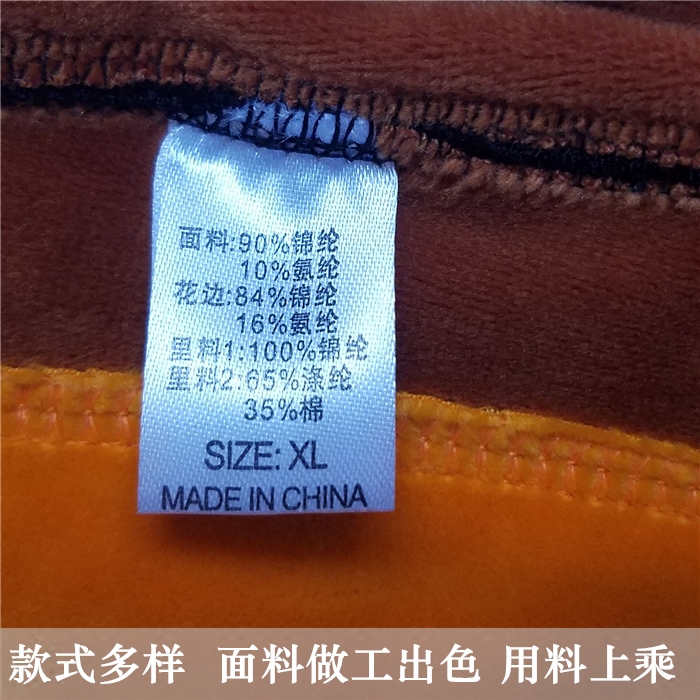 面料:90%锦纶
10%氨纶
花边:84%锦纶
16%氨纶
里料1:100%锦纶
里料2:65%涤纶
35%棉
SIZE: XL
MADE IN CHINA
款式多样 面料做工出色 用料上乘